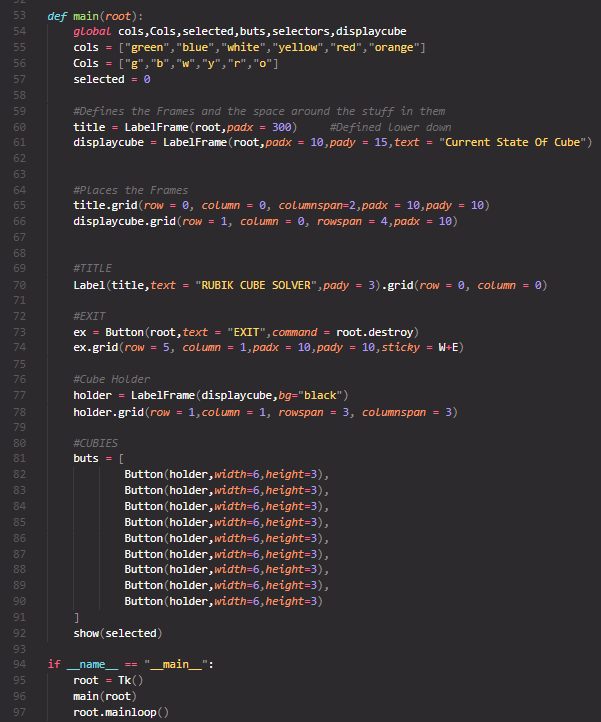 53 def main(root):
54 global cols,Cols,selected,buts,selectors,displaycube
55 cols = ["green","blue","white","yellow","red","orange"]
56 Cols = ["g","b","w","y","r","o"]
57 selected = 0
58
59 #Defines the Frames and the space around the stuff in them
60 title = LabelFrame(root,padx = 300) #Defined lower down
61 displaycube = LabelFrame(root,padx = 10,pady = 15,text = "Current State Of Cube")
62
63
64 #Places the Frames
65 title.grid(row = 0, column = 0, columnspan=2,padx = 10,pady = 10)
66 displaycube.grid(row = 1, column = 0, rowspan = 4,padx = 10)
67
68
69 #TITLE
70 Label(title,text = "RUBIK CUBE SOLVER",pady = 3).grid(row = 0, column = 0)
71
72 #EXIT
73 ex = Button(root,text = "EXIT",command = root.destroy)
74 ex.grid(row = 5, column = 1,padx = 10,pady = 10,sticky = W+E)
75
76 #Cube Holder
77 holder = LabelFrame(displaycube,bg="black")
78 holder.grid(row = 1,column = 1, rowspan = 3, columnspan = 3)
79
80 #CUBIES
81 buts = [
82 Button(holder,width=6,height=3),
83 Button(holder,width=6,height=3),
84 Button(holder,width=6,height=3),
85 Button(holder,width=6,height=3),
86 Button(holder,width=6,height=3),
87 Button(holder,width=6,height=3),
88 Button(holder,width=6,height=3),
89 Button(holder,width=6,height=3),
90 Button(holder,width=6,height=3)
91 ]
92 show(selected)
93
94 if __name__ == "__main__":
95 root = Tk()
96 main(root)
97 root.mainloop()